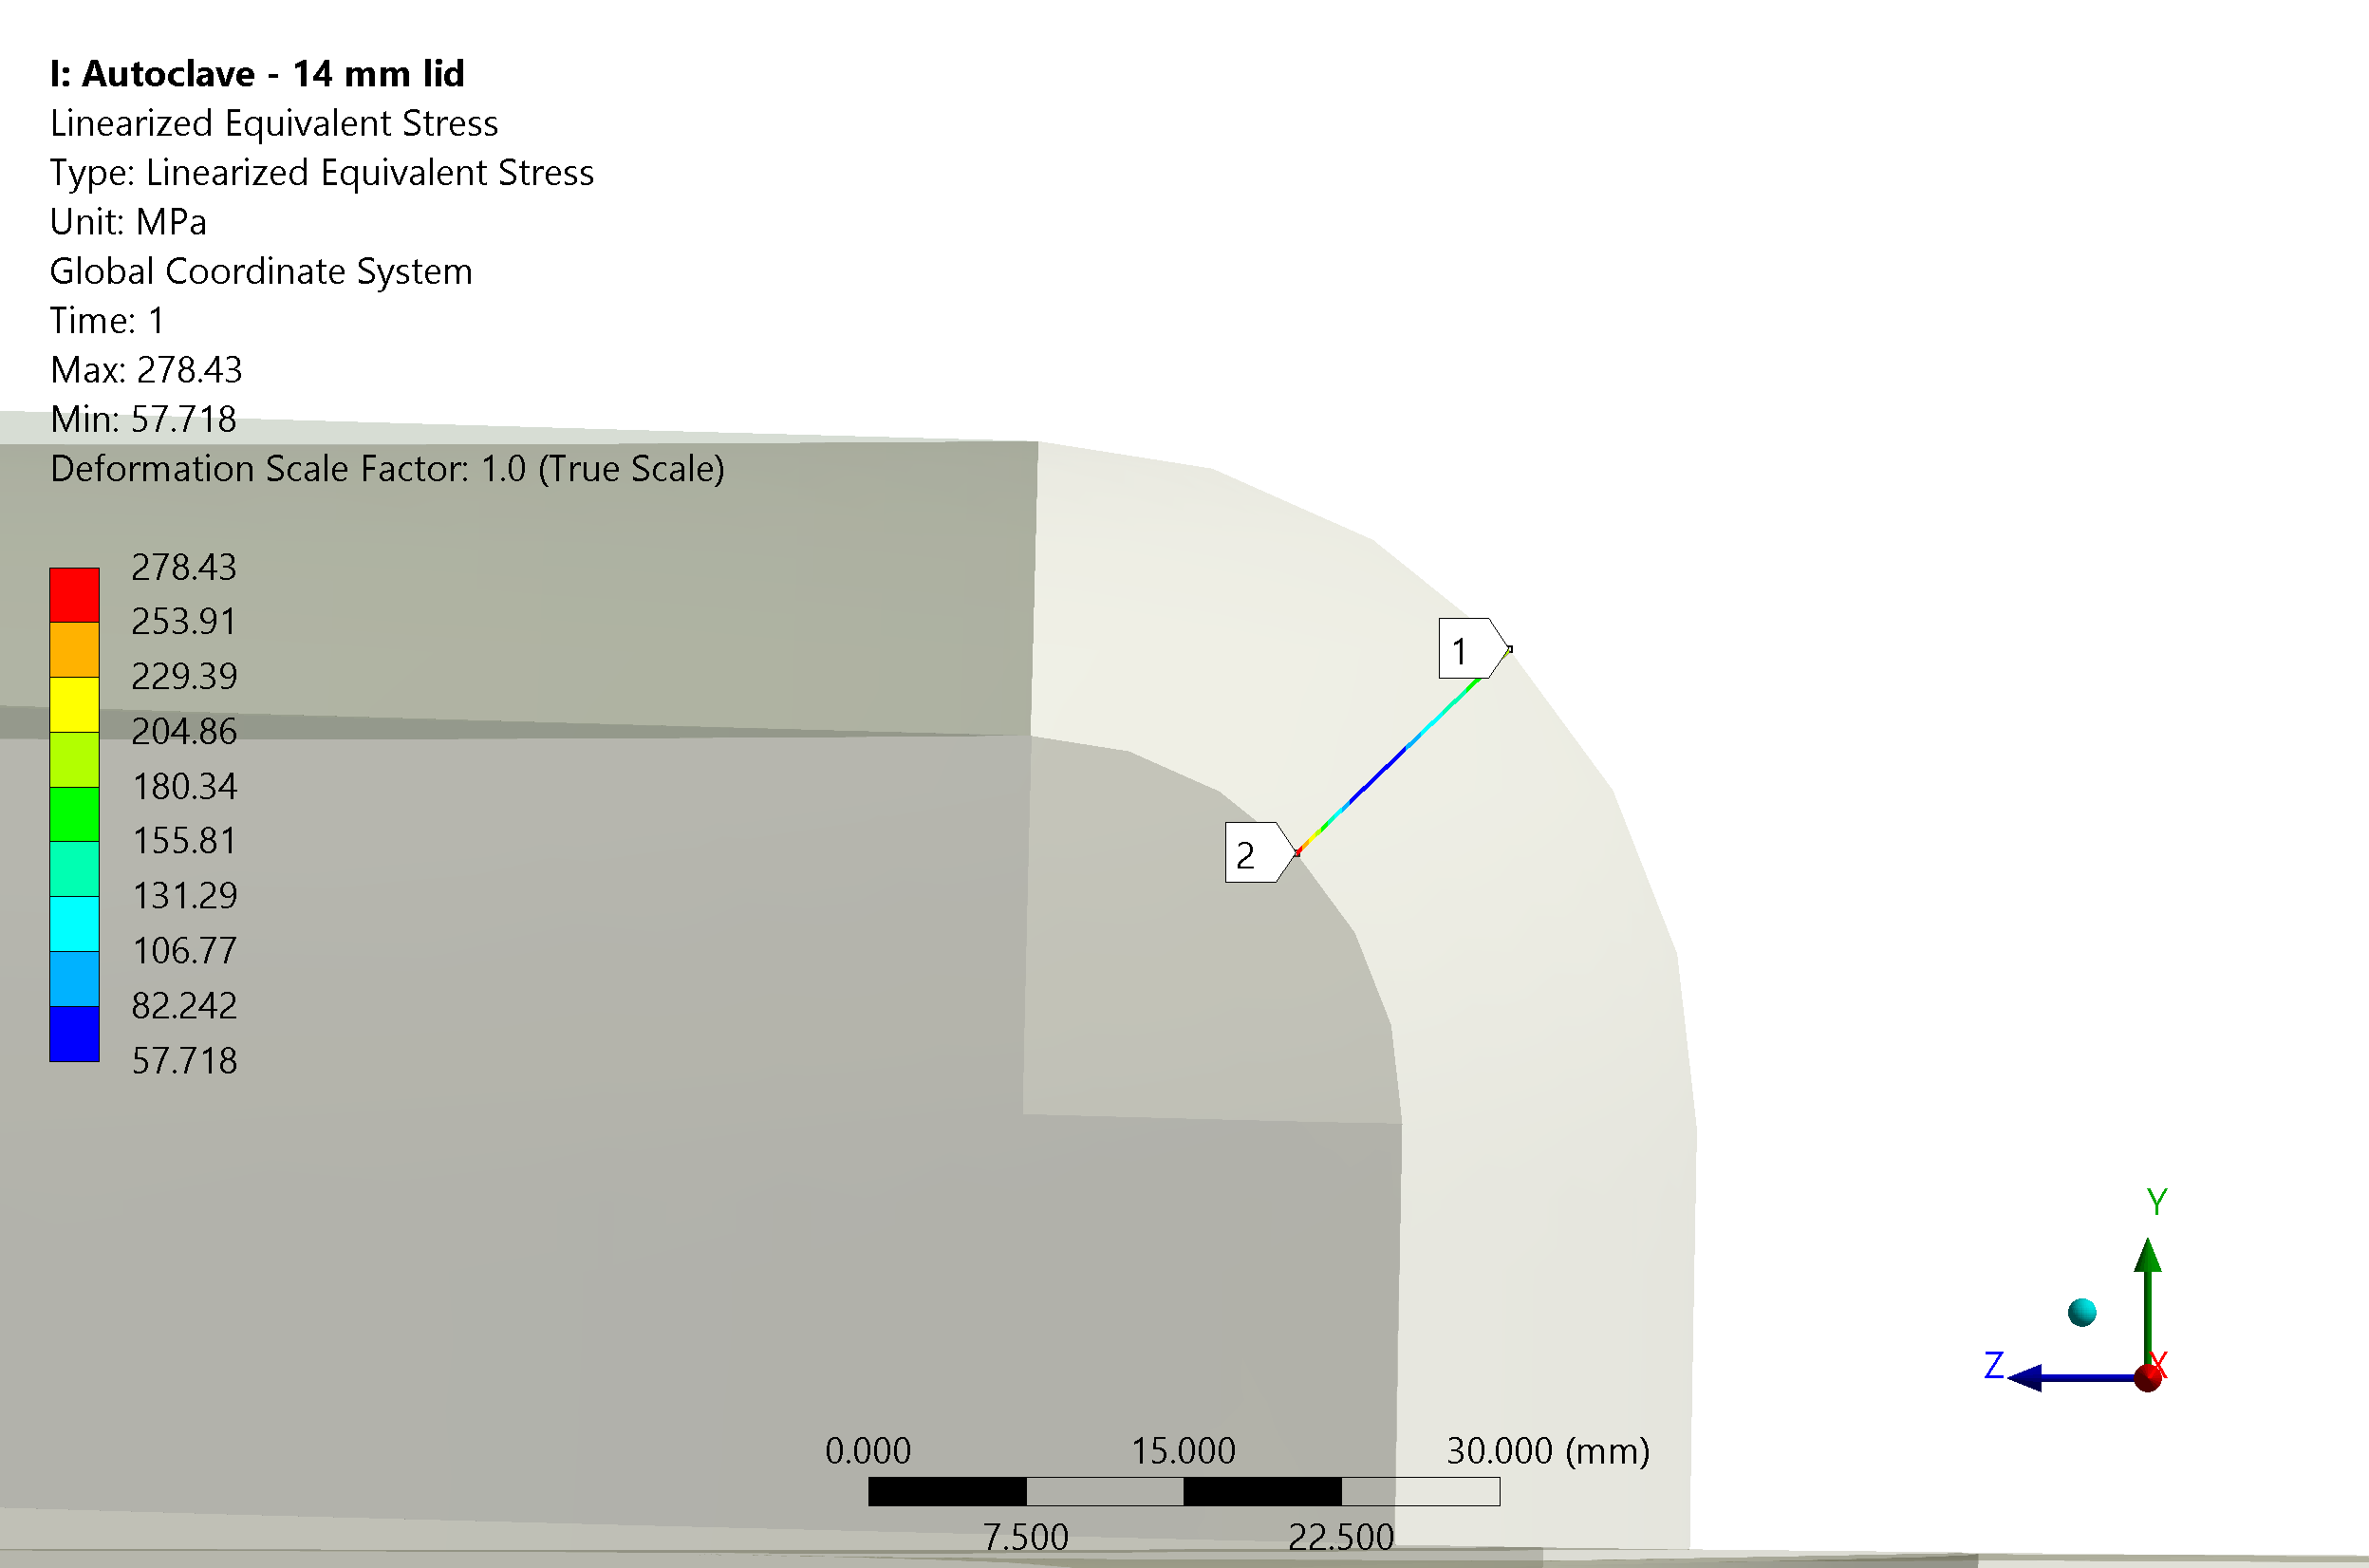 I: Autoclave - 14 mm lid
Linearized Equivalent Stress
Type: Linearized Equivalent Stress
Unit: MPa
Global Coordinate System
Time: 1
Max: 278.43
Min: 57.718
Deformation Scale Factor: 1.0 (True Scale)
278.43
253.91
229.39
204.86
180.34
155.81
131.29
106.77
82.242
57.718
1
2
Y
Z
X
0.000 15.000 30.000 (mm)
7.500 22.500